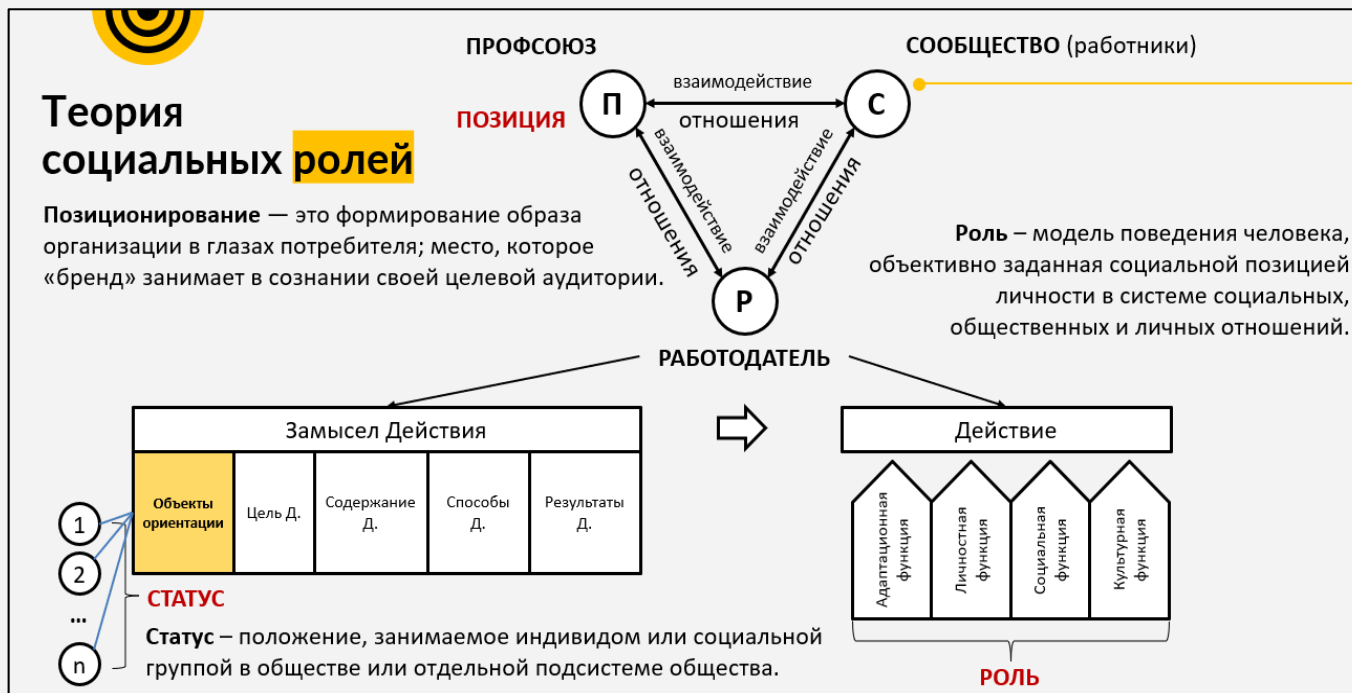 ПРОФСОЮЗ
СООБЩЕСТВО (работники)
Теория
социальных ролей
ПОЗИЦИЯ
П
взаимодействие
отношения
С
взаимодействие
отношения
взаимодействие
отношения
Р
РАБОТОДАТЕЛЬ
Позиционирование — это формирование образа
организации в глазах потребителя; место, которое
«бренд» занимает в сознании своей целевой аудитории.
Роль – модель поведения человека,
объективно заданная социальной позицией
личности в системе социальных,
общественных и личных отношений.
Замысел Действия
Объекты
ориентации
Цель Д.
Содержание
Д.
Способы
Д.
Результаты
Д.
1
2
...
n
СТАТУС
Статус – положение, занимаемое индивидом или социальной
группой в обществе или отдельной подсистеме общества.
Действие
Адаптационная
функция
Личностная
функция
Социальная
функция
Культурная
функция
РОЛЬ